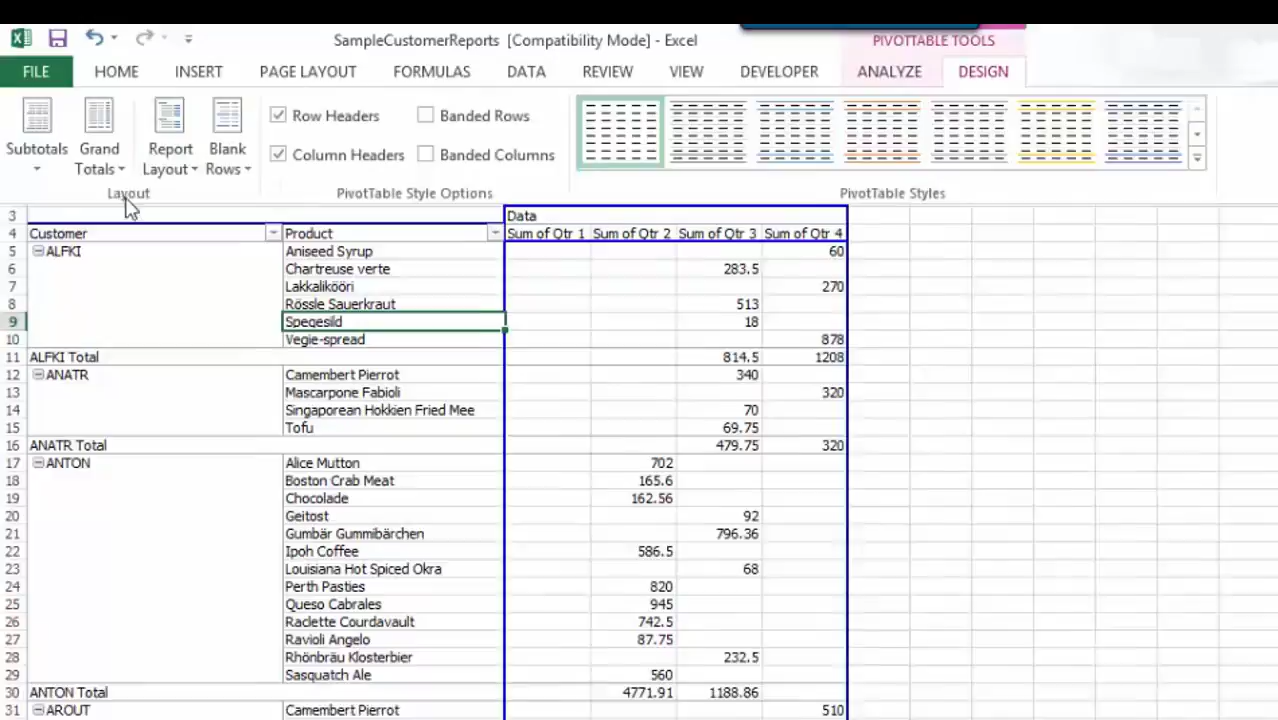 SampleCustomerReports [Compatibility Mode] - Excel
PIVOTTABLE TOOLS
FILE HOME INSERT PAGE LAYOUT FORMULAS DATA REVIEW VIEW DEVELOPER ANALYZE DESIGN
Subtotals
Grand Totals
Report Layout
Blank Rows
Row Headers
Banded Rows
Column Headers
Banded Columns
Layout
PivotTable Style Options
PivotTable Styles
3 Data
4 Customer Product Sum of Qtr 1 Sum of Qtr 2 Sum of Qtr 3 Sum of Qtr 4
5 ALFKI Aniseed Syrup 60
6 Chartreuse verte 283.5
7 Lakkalikööri 270
8 Rössle Sauerkraut 513
9 Spegesild 18
10 Vegie-spread 878
11 ALFKI Total 814.5 1208
12 ANATR Camembert Pierrot 340
13 Mascarpone Fabioli 320
14 Singaporean Hokkien Fried Mee 70
15 Tofu 69.75
16 ANATR Total 479.75 320
17 ANTON Alice Mutton 702
18 Boston Crab Meat 165.6
19 Chocolade 162.56
20 Geitost 92
21 Gumbär Gummibärchen 796.36
22 Ipoh Coffee 586.5
23 Louisiana Hot Spiced Okra 68
24 Perth Pasties 820
25 Queso Cabrales 945
26 Raclette Courdavault 742.5
27 Ravioli Angelo 87.75
28 Rhönbräu Klosterbier 232.5
29 Sasquatch Ale 560
30 ANTON Total 4771.91 1188.86
31 AROUT Camembert Pierrot 510